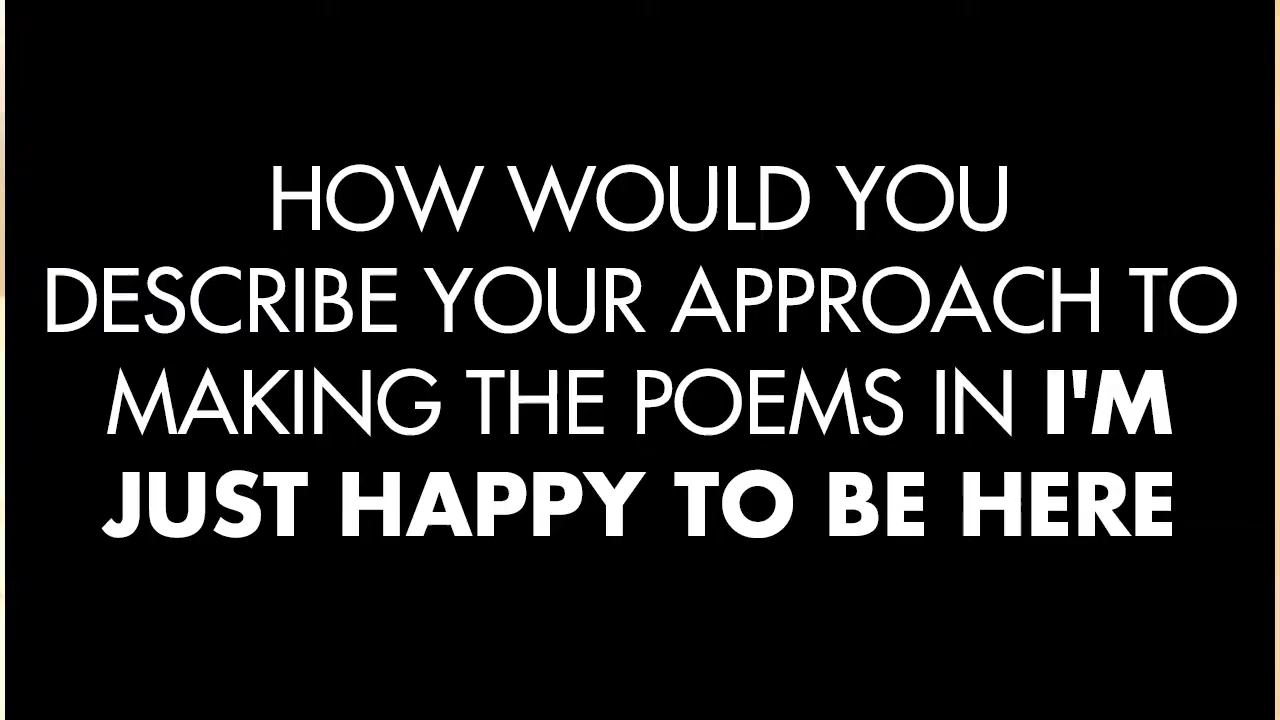 HOW WOULD YOU
DESCRIBE YOUR APPROACH TO
MAKING THE POEMS IN I'M
JUST HAPPY TO BE HERE